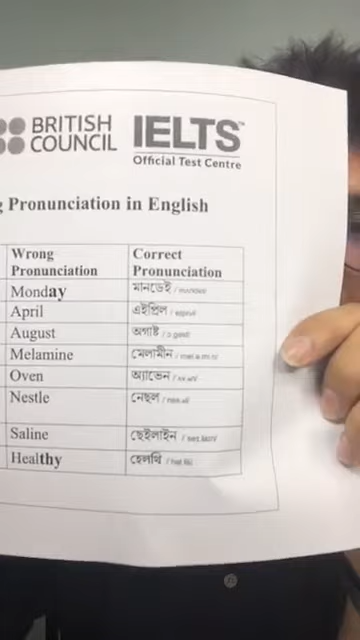 BRITISH COUNCIL
IELTS™
Official Test Centre
Pronunciation in English
Wrong Pronunciation | Correct Pronunciation
Monday | মানডেই
April | এইপ্রিল
August | অগাষ্ট
Melamine | মেলামীন
Oven | অ্যাভেন
Nestle | নেছল
Saline | ছেইলাইন
Healthy | হেলথি